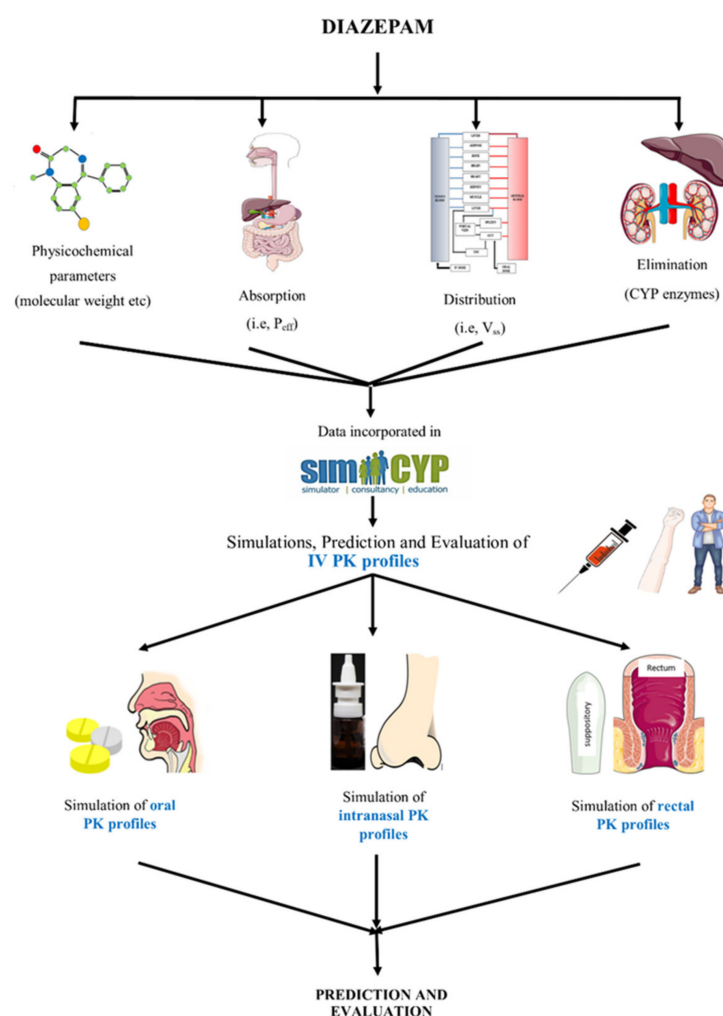 DIAZEPAM
Physicochemical
parameters
(molecular weight etc)
Absorption
(i.e, Peff)
Distribution
(i.e, Vss)
Elimination
(CYP enzymes)
Data incorporated in
simCYP
simulator | consultancy | education
Simulations, Prediction and Evaluation of
IV PK profiles
suppository
Rectum
Simulation of oral
PK profiles
Simulation of
intranasal PK
profiles
Simulation of rectal
PK profiles
PREDICTION AND
EVALUATION